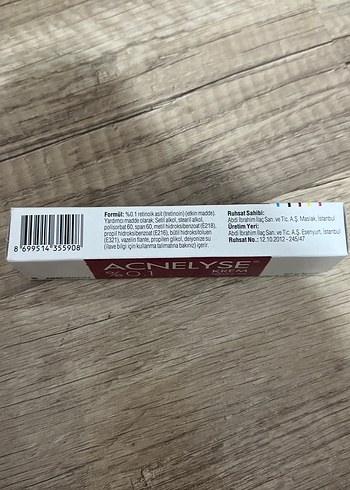 Formül: %0.1 retinoik asit (tretinoin) (etkin madde).
Yardımcı madde olarak: Setil alkol, stearil alkol,
polisorbat 60, span 60, metil hidroksibenzoat (E218),
propil hidroksibenzoat (E216), bütil hidroksitoluen
(E321), vazelin filante, propilen glikol, deiyonize su
(ilave bilgi için kullanma talimatına bakınız) içerir.
8 699514 355908
Ruhsat Sahibi:
Abdi İbrahim İlaç San. ve Tic. A.Ş. Maslak, İstanbul
Üretim Yeri:
Abdi İbrahim İlaç San. ve Tic. A.Ş. Esenyurt, İstanbul
Ruhsat No.: 12.10.2012 - 245/47
ACNELYSE®
%0.1 KREM